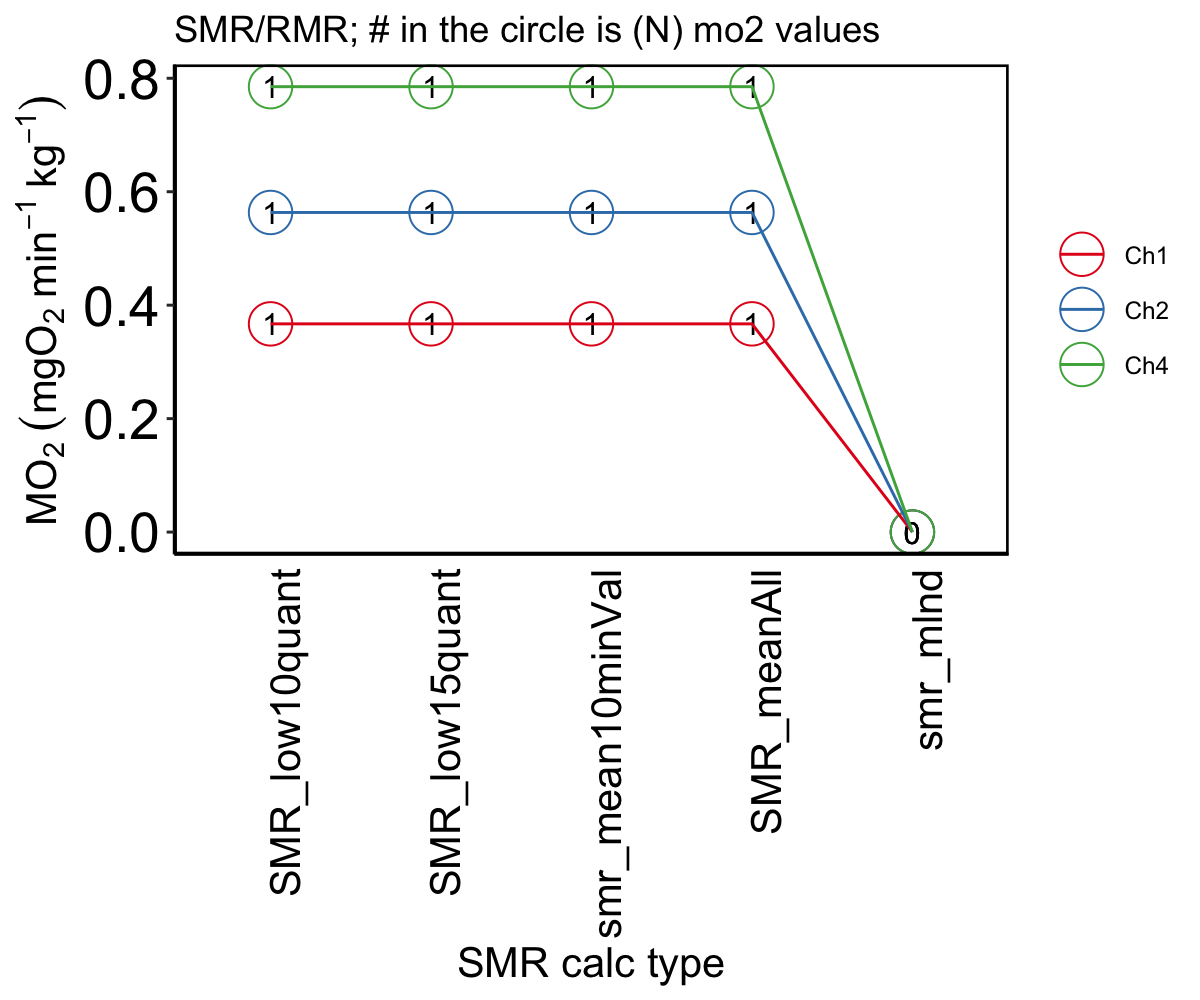 SMR/RMR; # in the circle is (N) mo2 values
MO₂ (mgO₂ min⁻¹ kg⁻¹)
0.8
0.6
0.4
0.2
0.0
1 1 1 1
1 1 1 1
1 1 1 1
0
Ch1
Ch2
Ch4
SMR_low10quant
SMR_low15quant
smr_mean10minVal
SMR_meanAll
smr_mlnd
SMR calc type